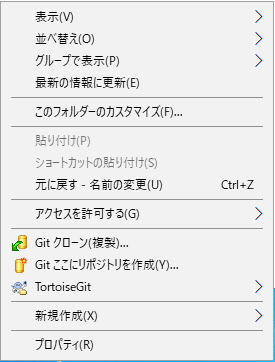 表示(V)
並べ替え(O)
グループで表示(P)
最新の情報に更新(E)
このフォルダーのカスタマイズ(F)...
貼り付け(P)
ショートカットの貼り付け(S)
元に戻す - 名前の変更(U) Ctrl+Z
アクセスを許可する(G)
Git クローン(複製)...
Git ここにリポジトリを作成(Y)...
TortoiseGit
新規作成(X)
プロパティ(R)